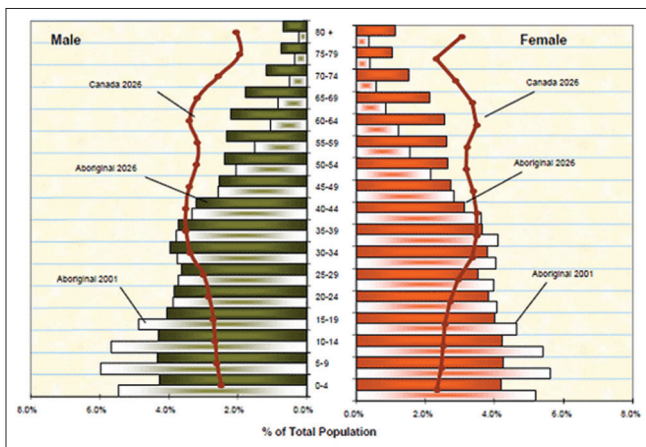 Male
Female
Canada 2026
Aboriginal 2026
Aboriginal 2001
Canada 2026
Aboriginal 2026
Aboriginal 2001
80 +
75-79
70-74
65-69
60-64
55-59
50-54
45-49
40-44
35-39
30-34
25-29
20-24
15-19
10-14
5-9
0-4
8.0% 6.0% 4.0% 2.0% 0.0%
0.0% 2.0% 4.0% 6.0% 8.0%
% of Total Population